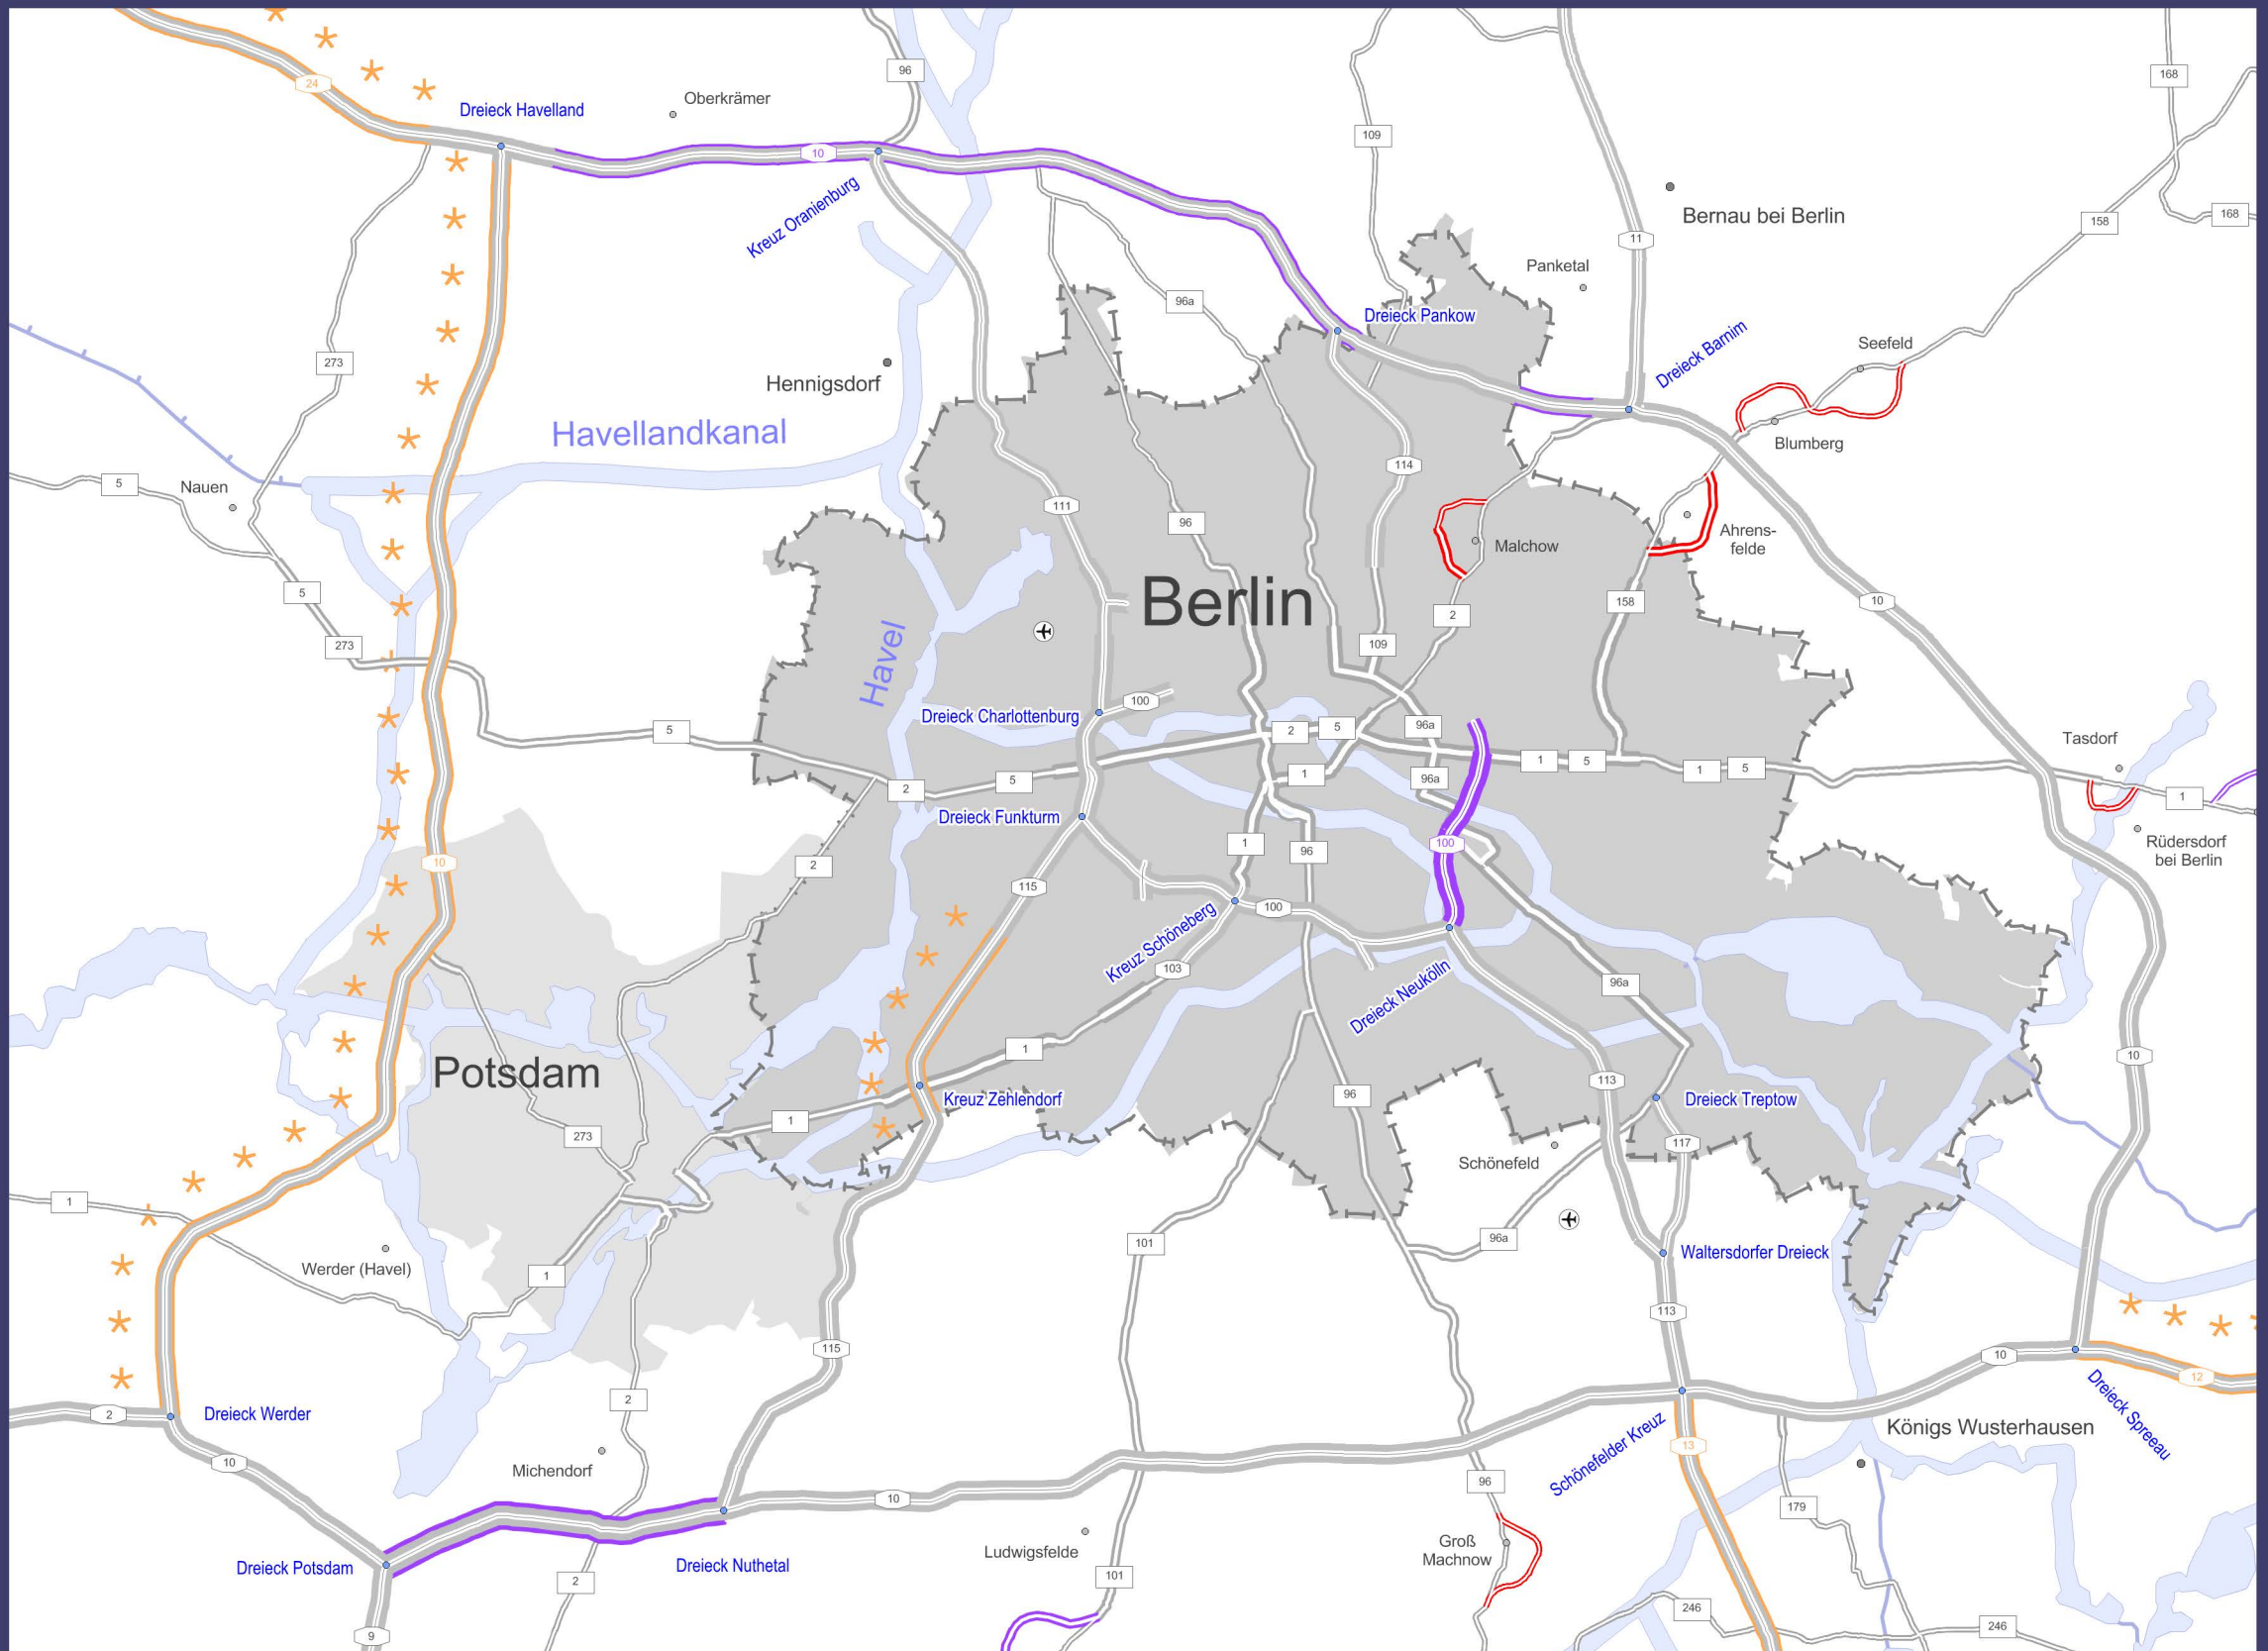 24
Dreieck Havelland
Oberkrämer
96
109
168
10
Kreuz Oranienburg
Bernau bei Berlin
158
168
11
Panketal
96a
Dreieck Pankow
Dreieck Barnim
Seefeld
273
Hennigsdorf
Havellandkanal
Blumberg
114
5
Nauen
111
96
Malchow
Ahrens-
felde
5
273
Berlin
2
158
10
109
Havel
Dreieck Charlottenburg
100
5
2
5
96a
Tasdorf
1
5
1
5
2
5
1
96a
1
Dreieck Funkturm
10
2
1
96
100
Rüdersdorf
bei Berlin
115
Kreuz Schöneberg
100
103
Dreieck Neukölln
96a
Potsdam
1
10
113
Kreuz Zehlendorf
96
Dreieck Treptow
1
273
117
Schönefeld
1
Werder (Havel)
1
101
96a
Waltersdorfer Dreieck
113
115
10
12
2
Dreieck Werder
2
Dreieck Spreeau
Königs Wusterhausen
Schönefelder Kreuz
13
10
Michendorf
96
10
179
Dreieck Potsdam
Dreieck Nuthetal
Ludwigsfelde
Groß
Machnow
2
101
246
246
9